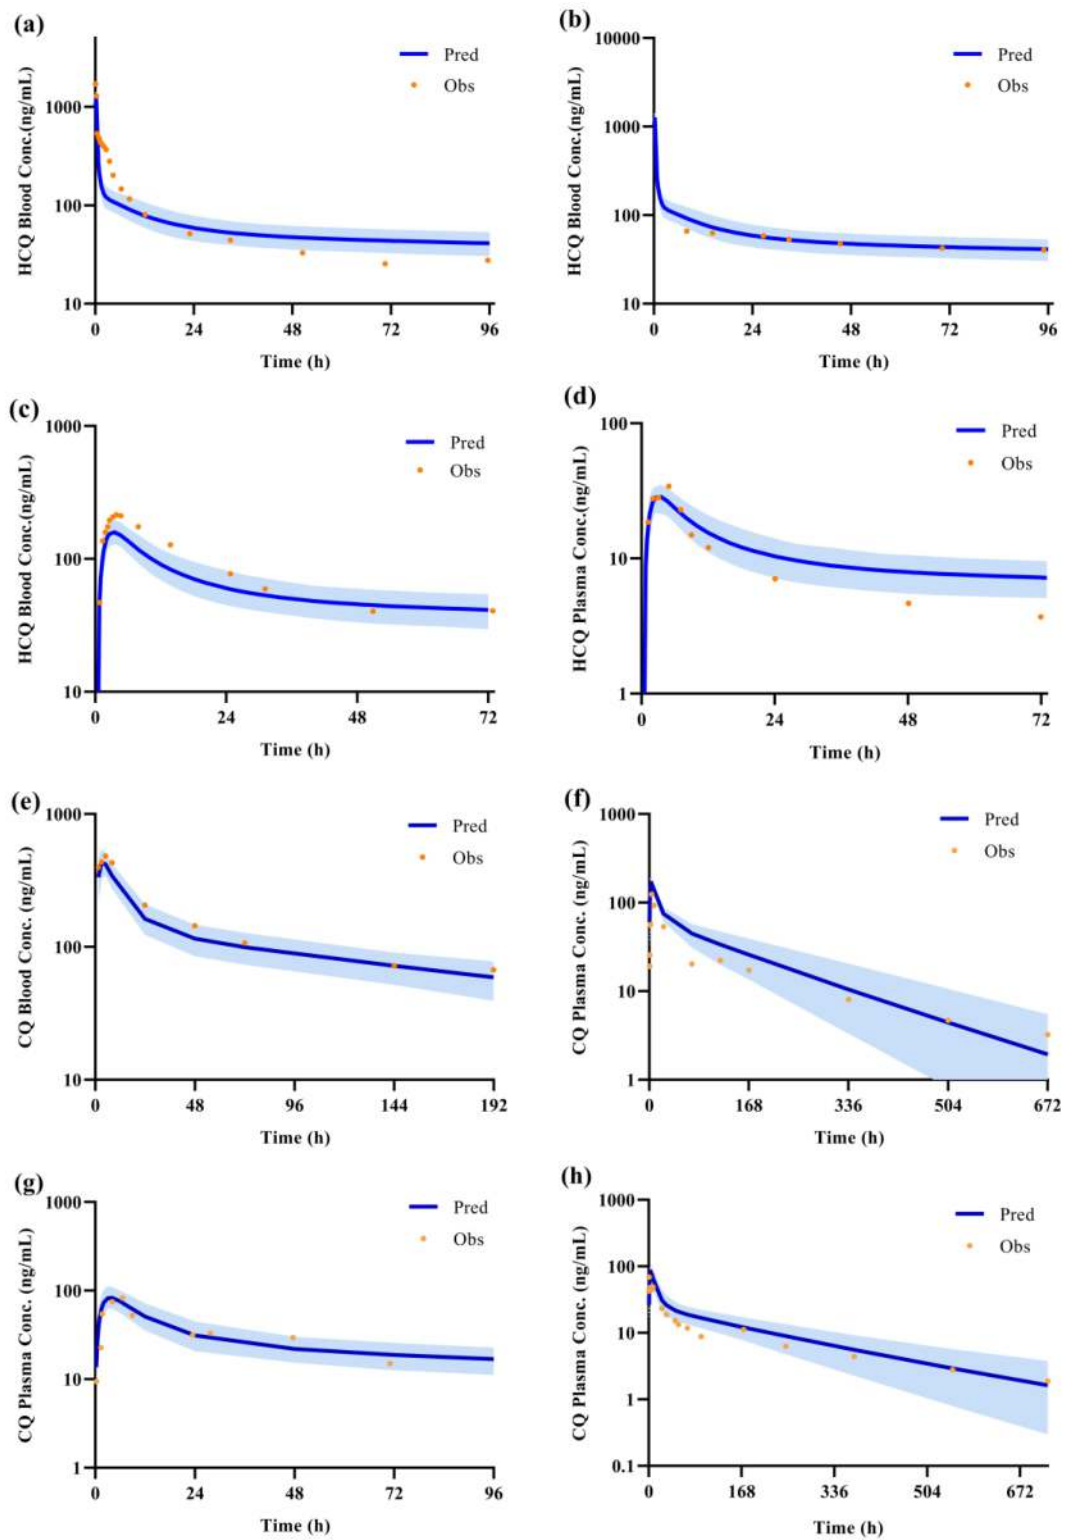 (a)
HCQ Blood Conc.(ng/mL)
1000
100
10
0 24 48 72 96
Time (h)
Pred
Obs
(b)
HCQ Blood Conc.(ng/mL)
10000
1000
100
10
0 24 48 72 96
Time (h)
Pred
Obs
(c)
HCQ Blood Conc.(ng/mL)
1000
100
10
0 24 48 72
Time (h)
Pred
Obs
(d)
HCQ Plasma Conc.(ng/mL)
100
10
1
0 24 48 72
Time (h)
Pred
Obs
(e)
CQ Blood Conc. (ng/mL)
1000
100
10
0 48 96 144 192
Time (h)
Pred
Obs
(f)
CQ Plasma Conc. (ng/mL)
1000
100
10
1
0 168 336 504 672
Time (h)
Pred
Obs
(g)
CQ Plasma Conc. (ng/mL)
1000
100
10
1
0 24 48 72 96
Time (h)
Pred
Obs
(h)
CQ Plasma Conc. (ng/mL)
1000
100
10
1
0.1
0 168 336 504 672
Time (h)
Pred
Obs